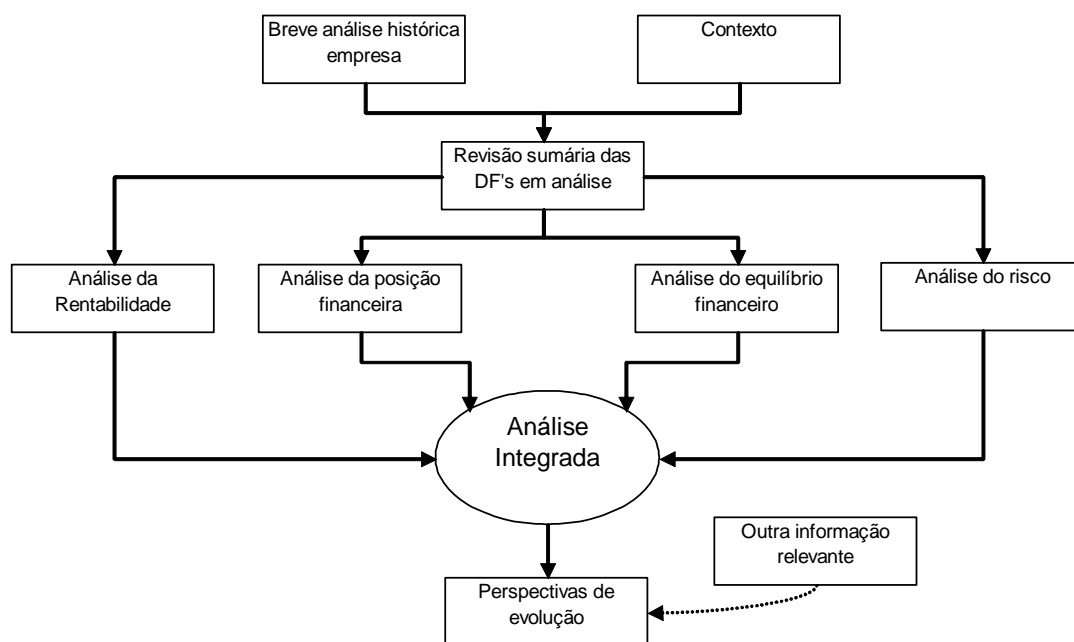 Breve análise histórica
empresa
Contexto
Revisão sumária das
DF's em análise
Análise da
Rentabilidade
Análise da posição
financeira
Análise do equilíbrio
financeiro
Análise do risco
Análise
Integrada
Outra informação
relevante
Perspectivas de
evolução